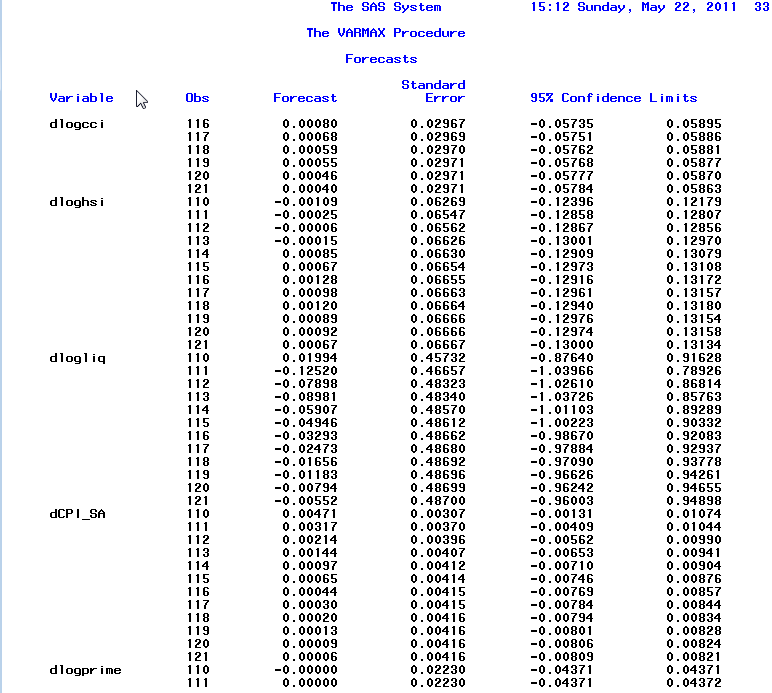 The SAS System 15:12 Sunday, May 22, 2011 33
The VARMAX Procedure
Forecasts
Standard
Variable Obs Forecast Error 95% Confidence Limits
dlogcci 116 0.00080 0.02967 -0.05735 0.05895
117 0.00068 0.02969 -0.05751 0.05886
118 0.00059 0.02970 -0.05762 0.05881
119 0.00055 0.02971 -0.05768 0.05877
120 0.00046 0.02971 -0.05777 0.05870
121 0.00040 0.02971 -0.05784 0.05863
dloghsi 110 -0.00109 0.06269 -0.12396 0.12179
111 -0.00025 0.06547 -0.12858 0.12807
112 -0.00006 0.06562 -0.12867 0.12856
113 -0.00015 0.06626 -0.13001 0.12970
114 0.00085 0.06630 -0.12909 0.13079
115 0.00067 0.06654 -0.12973 0.13108
116 0.00128 0.06655 -0.12916 0.13172
117 0.00098 0.06663 -0.12961 0.13157
118 0.00120 0.06664 -0.12940 0.13180
119 0.00089 0.06666 -0.12976 0.13154
120 0.00092 0.06666 -0.12974 0.13158
121 0.00067 0.06667 -0.13000 0.13134
dlogliq 110 0.01994 0.45732 -0.87640 0.91628
111 -0.12520 0.46657 -1.03966 0.78926
112 -0.07898 0.48323 -1.02610 0.86814
113 -0.08981 0.48340 -1.03726 0.85763
114 -0.05907 0.48570 -1.01103 0.89289
115 -0.04946 0.48612 -1.00223 0.90332
116 -0.03293 0.48662 -0.98670 0.92083
117 -0.02473 0.48680 -0.97884 0.92937
118 -0.01656 0.48692 -0.97090 0.93778
119 -0.01183 0.48696 -0.96626 0.94261
120 -0.00794 0.48699 -0.96242 0.94655
121 -0.00552 0.48700 -0.96003 0.94898
dCPI_SA 110 0.00471 0.00307 -0.00131 0.01074
111 0.00317 0.00370 -0.00409 0.01044
112 0.00214 0.00396 -0.00562 0.00990
113 0.00144 0.00407 -0.00653 0.00941
114 0.00097 0.00412 -0.00710 0.00904
115 0.00065 0.00414 -0.00746 0.00876
116 0.00044 0.00415 -0.00769 0.00857
117 0.00030 0.00415 -0.00784 0.00844
118 0.00020 0.00416 -0.00794 0.00834
119 0.00013 0.00416 -0.00801 0.00828
120 0.00009 0.00416 -0.00806 0.00824
121 0.00006 0.00416 -0.00809 0.00821
dlogprime 110 -0.00000 0.02230 -0.04371 0.04371
111 0.00000 0.02230 -0.04371 0.04372